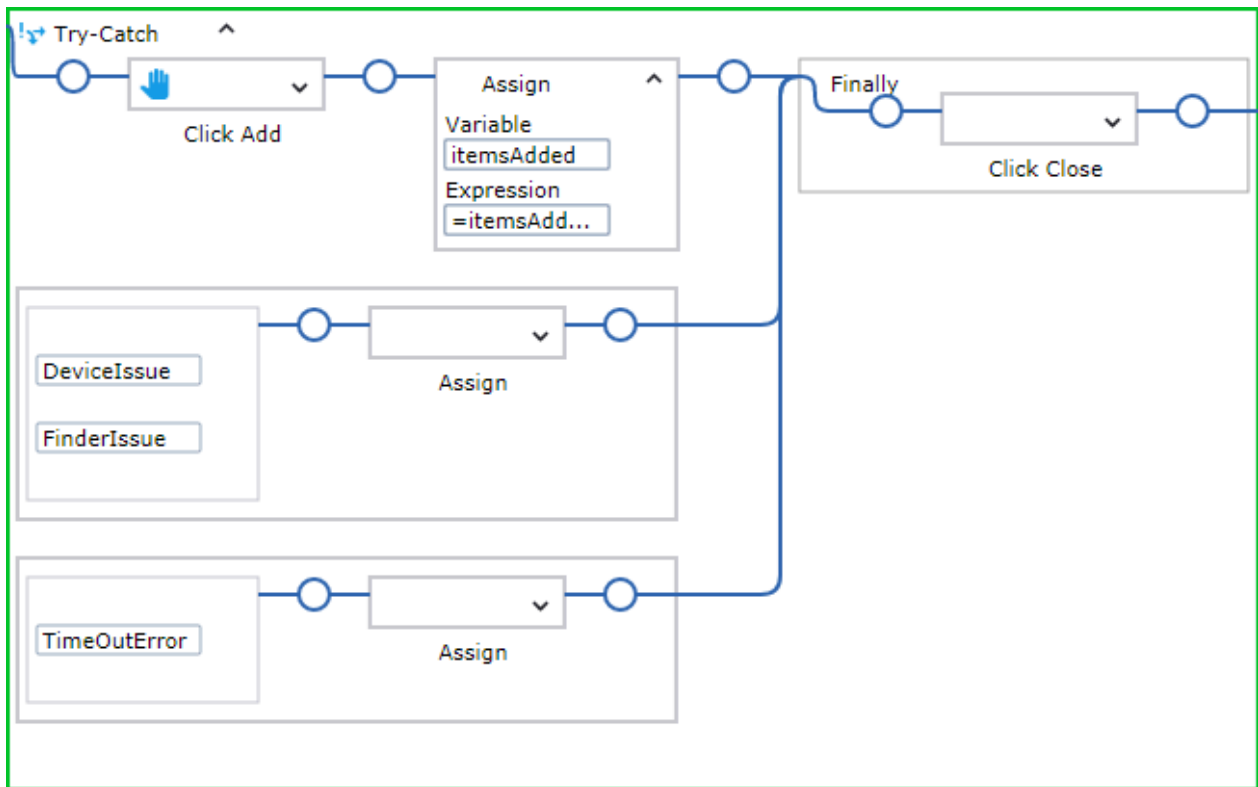 Try-Catch
Click Add
Assign
Variable
itemsAdded
Expression
=itemsAdd...
Finally
Click Close
DeviceIssue
FinderIssue
Assign
TimeOutError
Assign